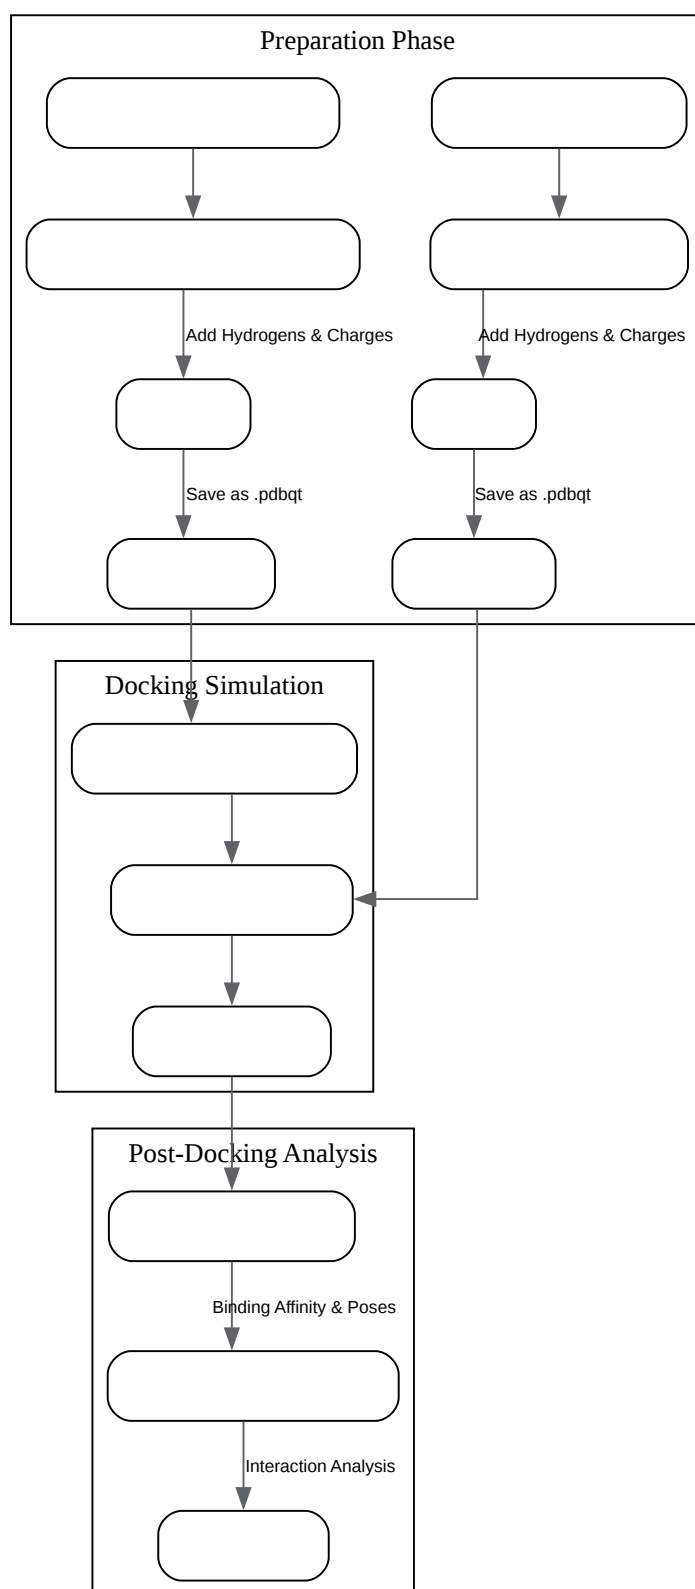 Preparation Phase
Add Hydrogens & Charges
Add Hydrogens & Charges
Save as .pdbqt
Save as .pdbqt
Docking Simulation
Post-Docking Analysis
Binding Affinity & Poses
Interaction Analysis